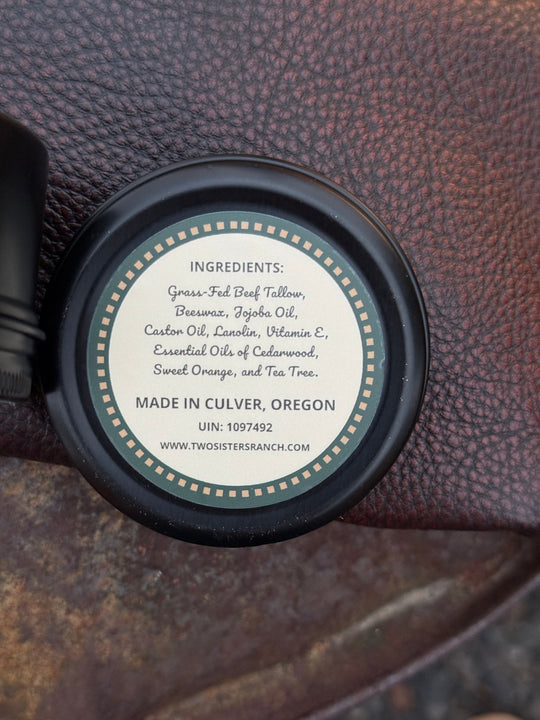 INGREDIENTS:
Grass-Fed Beef Tallow,
Beeswax, Jojoba Oil,
Castor Oil, Lanolin, Vitamin E,
Essential Oils of Cedarwood,
Sweet Orange, and Tea Tree.
MADE IN CULVER, OREGON
UIN: 1097492
WWW.TWOSISTERSRANCH.COM